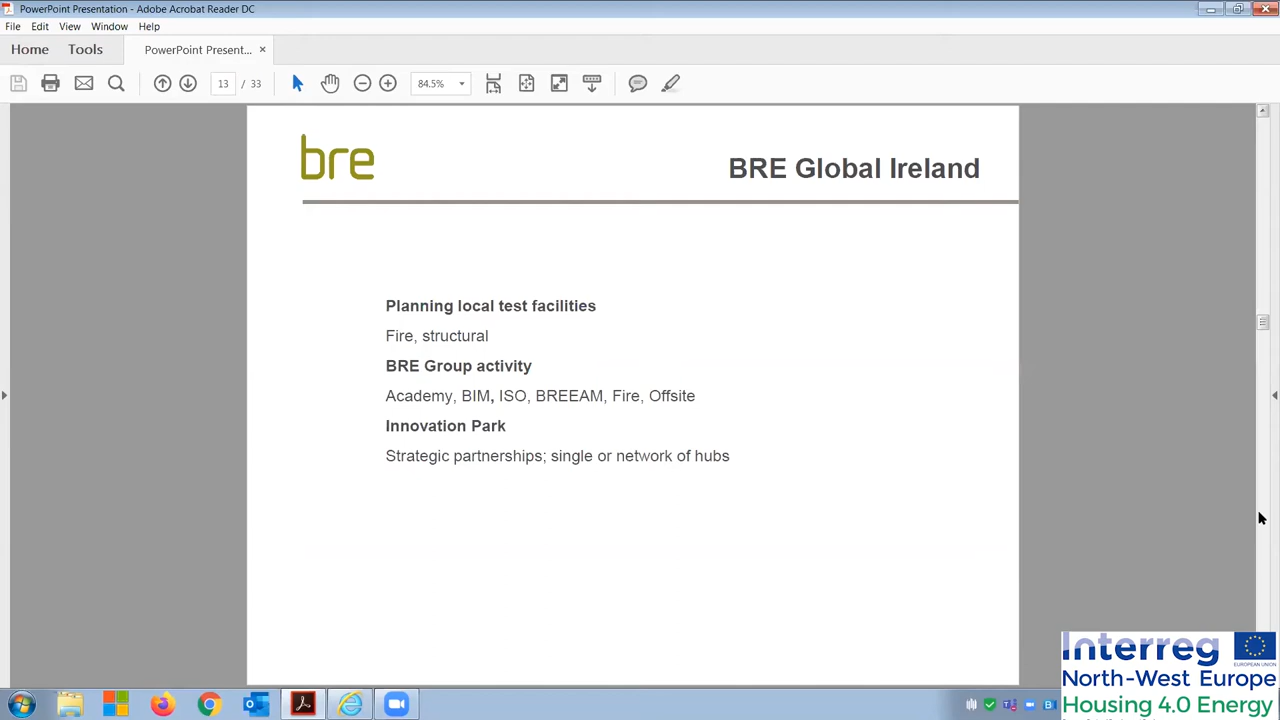 PowerPoint Presentation - Adobe Acrobat Reader DC
File Edit View Window Help
Home Tools PowerPoint Present... ×
13 / 33 84.5%
bre
BRE Global Ireland
Planning local test facilities
Fire, structural
BRE Group activity
Academy, BIM, ISO, BREEAM, Fire, Offsite
Innovation Park
Strategic partnerships; single or network of hubs
Interreg
EUROPEAN UNION
North-West Europe
Housing 4.0 Energy